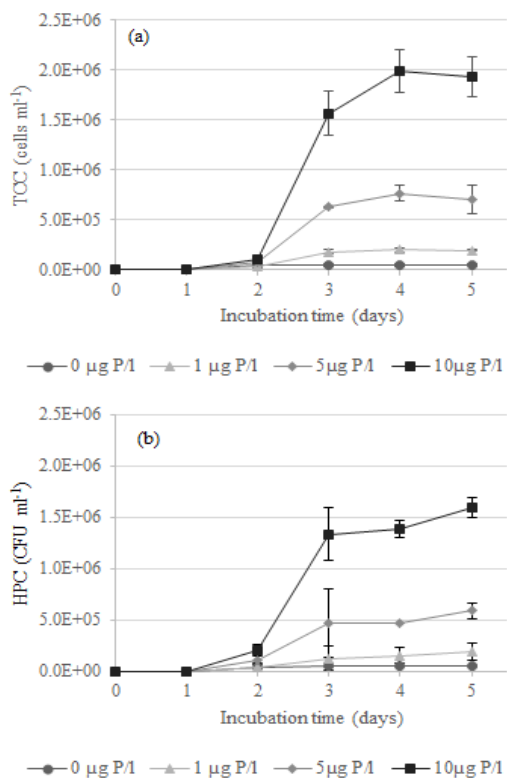 (a)
2.5E+06
2.0E+06
1.5E+06
1.0E+06
5.0E+05
0.0E+00
TCC (cells ml⁻¹)
0 1 2 3 4 5
Incubation time (days)
0 µg P/l 1 µg P/l 5µg P/l 10µg P/l
(b)
2.5E+06
2.0E+06
1.5E+06
1.0E+06
5.0E+05
0.0E+00
HPC (CFU ml⁻¹)
0 1 2 3 4 5
Incubation time (days)
0 µg P/l 1 µg P/l 5µg P/l 10µg P/l